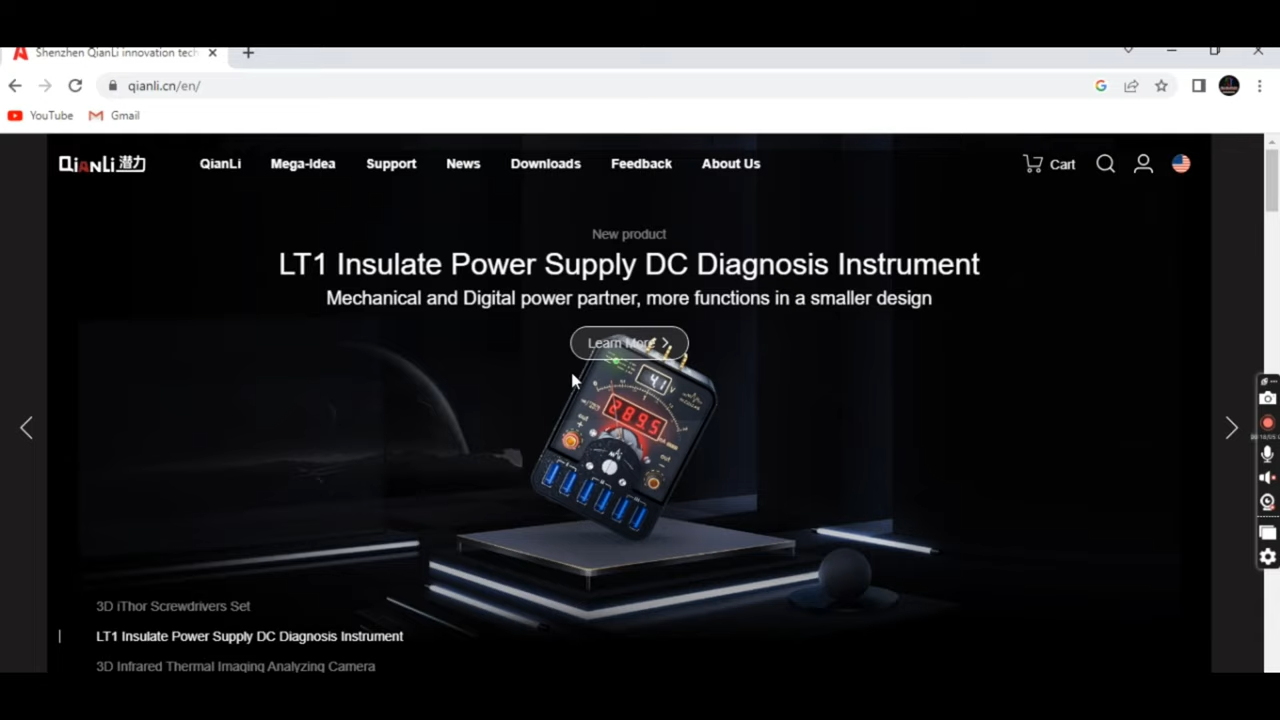 Shenzhen QianLi innovation tech
qianli.cn/en/
YouTube Gmail
QiANLi 潜力 QianLi Mega-idea Support News Downloads Feedback About Us Cart
New product
LT1 Insulate Power Supply DC Diagnosis Instrument
Mechanical and Digital power partner, more functions in a smaller design
Learn More
41 V
289.5
3D iThor Screwdrivers Set
LT1 Insulate Power Supply DC Diagnosis Instrument
3D Infrared Thermal Imaging Analyzing Camera